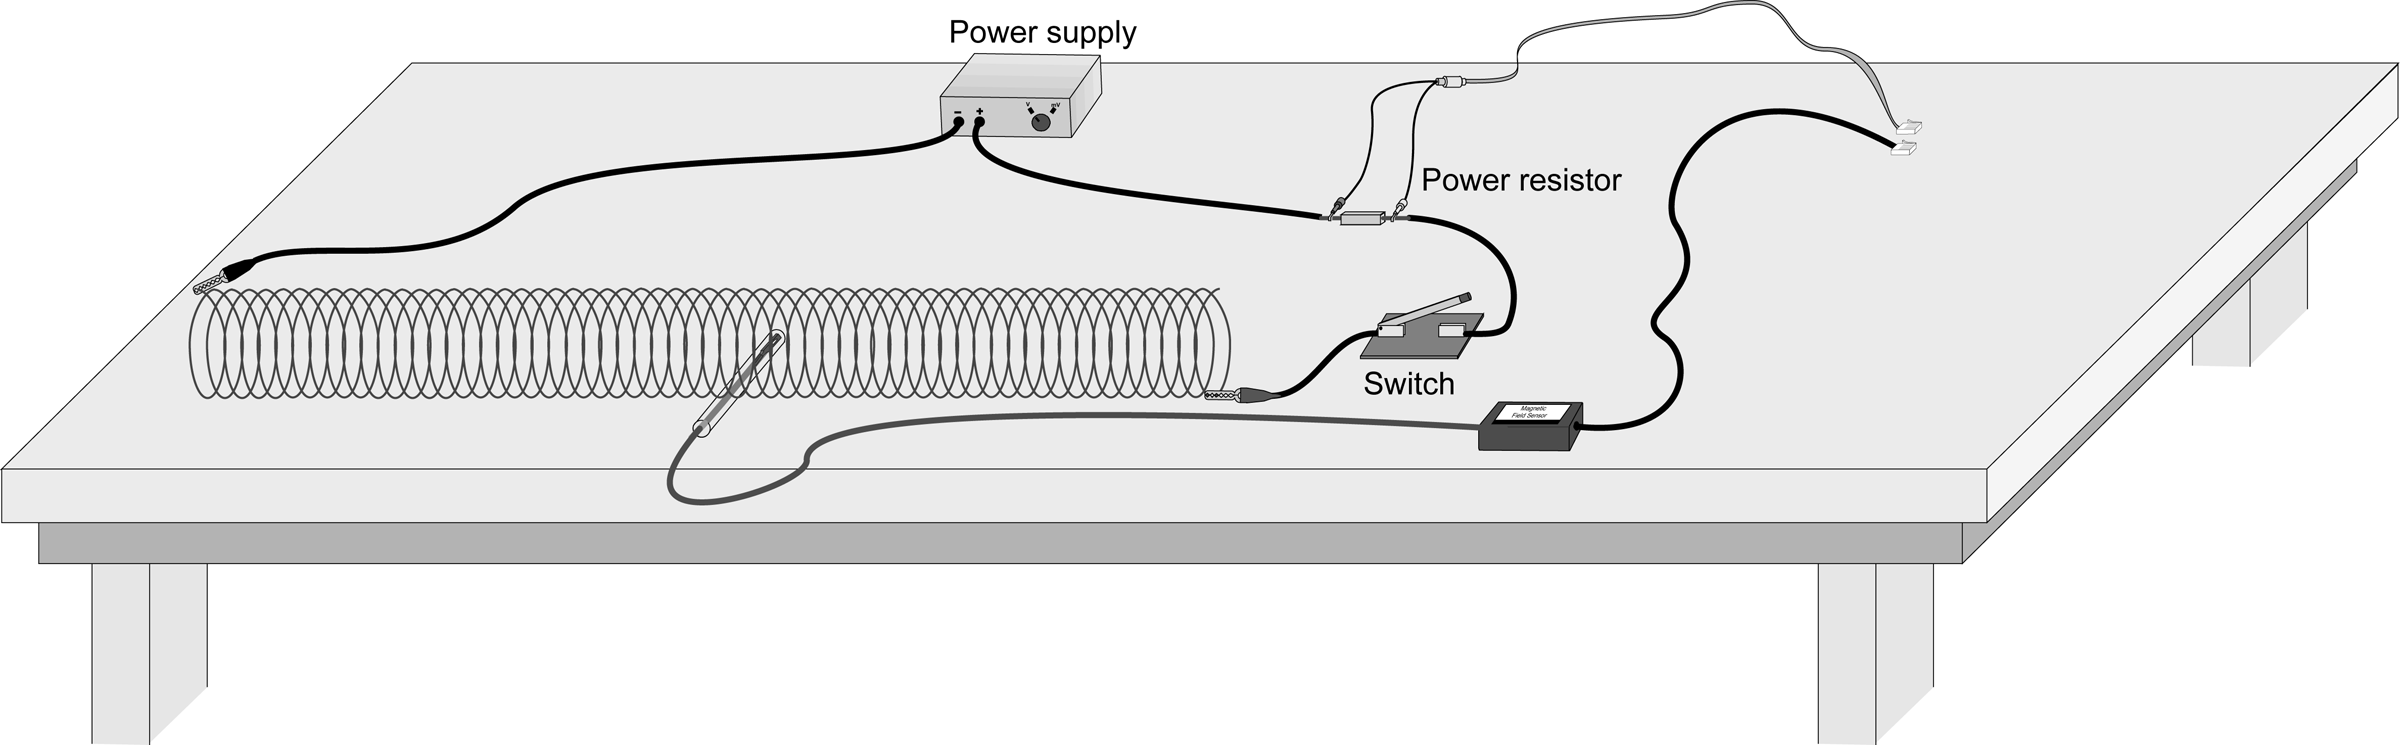 Power supply
− +
V mV
Power resistor
Switch
Magnetic
Field Sensor